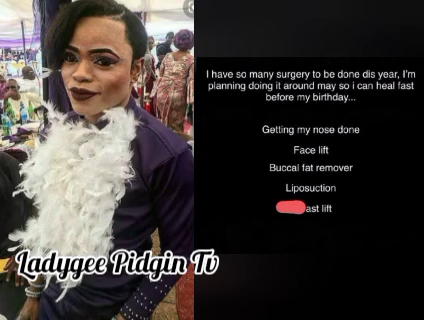 I have so many surgery to be done dis year, I'm
planning doing it around may so i can heal fast
before my birthday...
Getting my nose done
Face lift
Buccal fat remover
Liposuction
ast lift
Ladygee Pidgin Tv